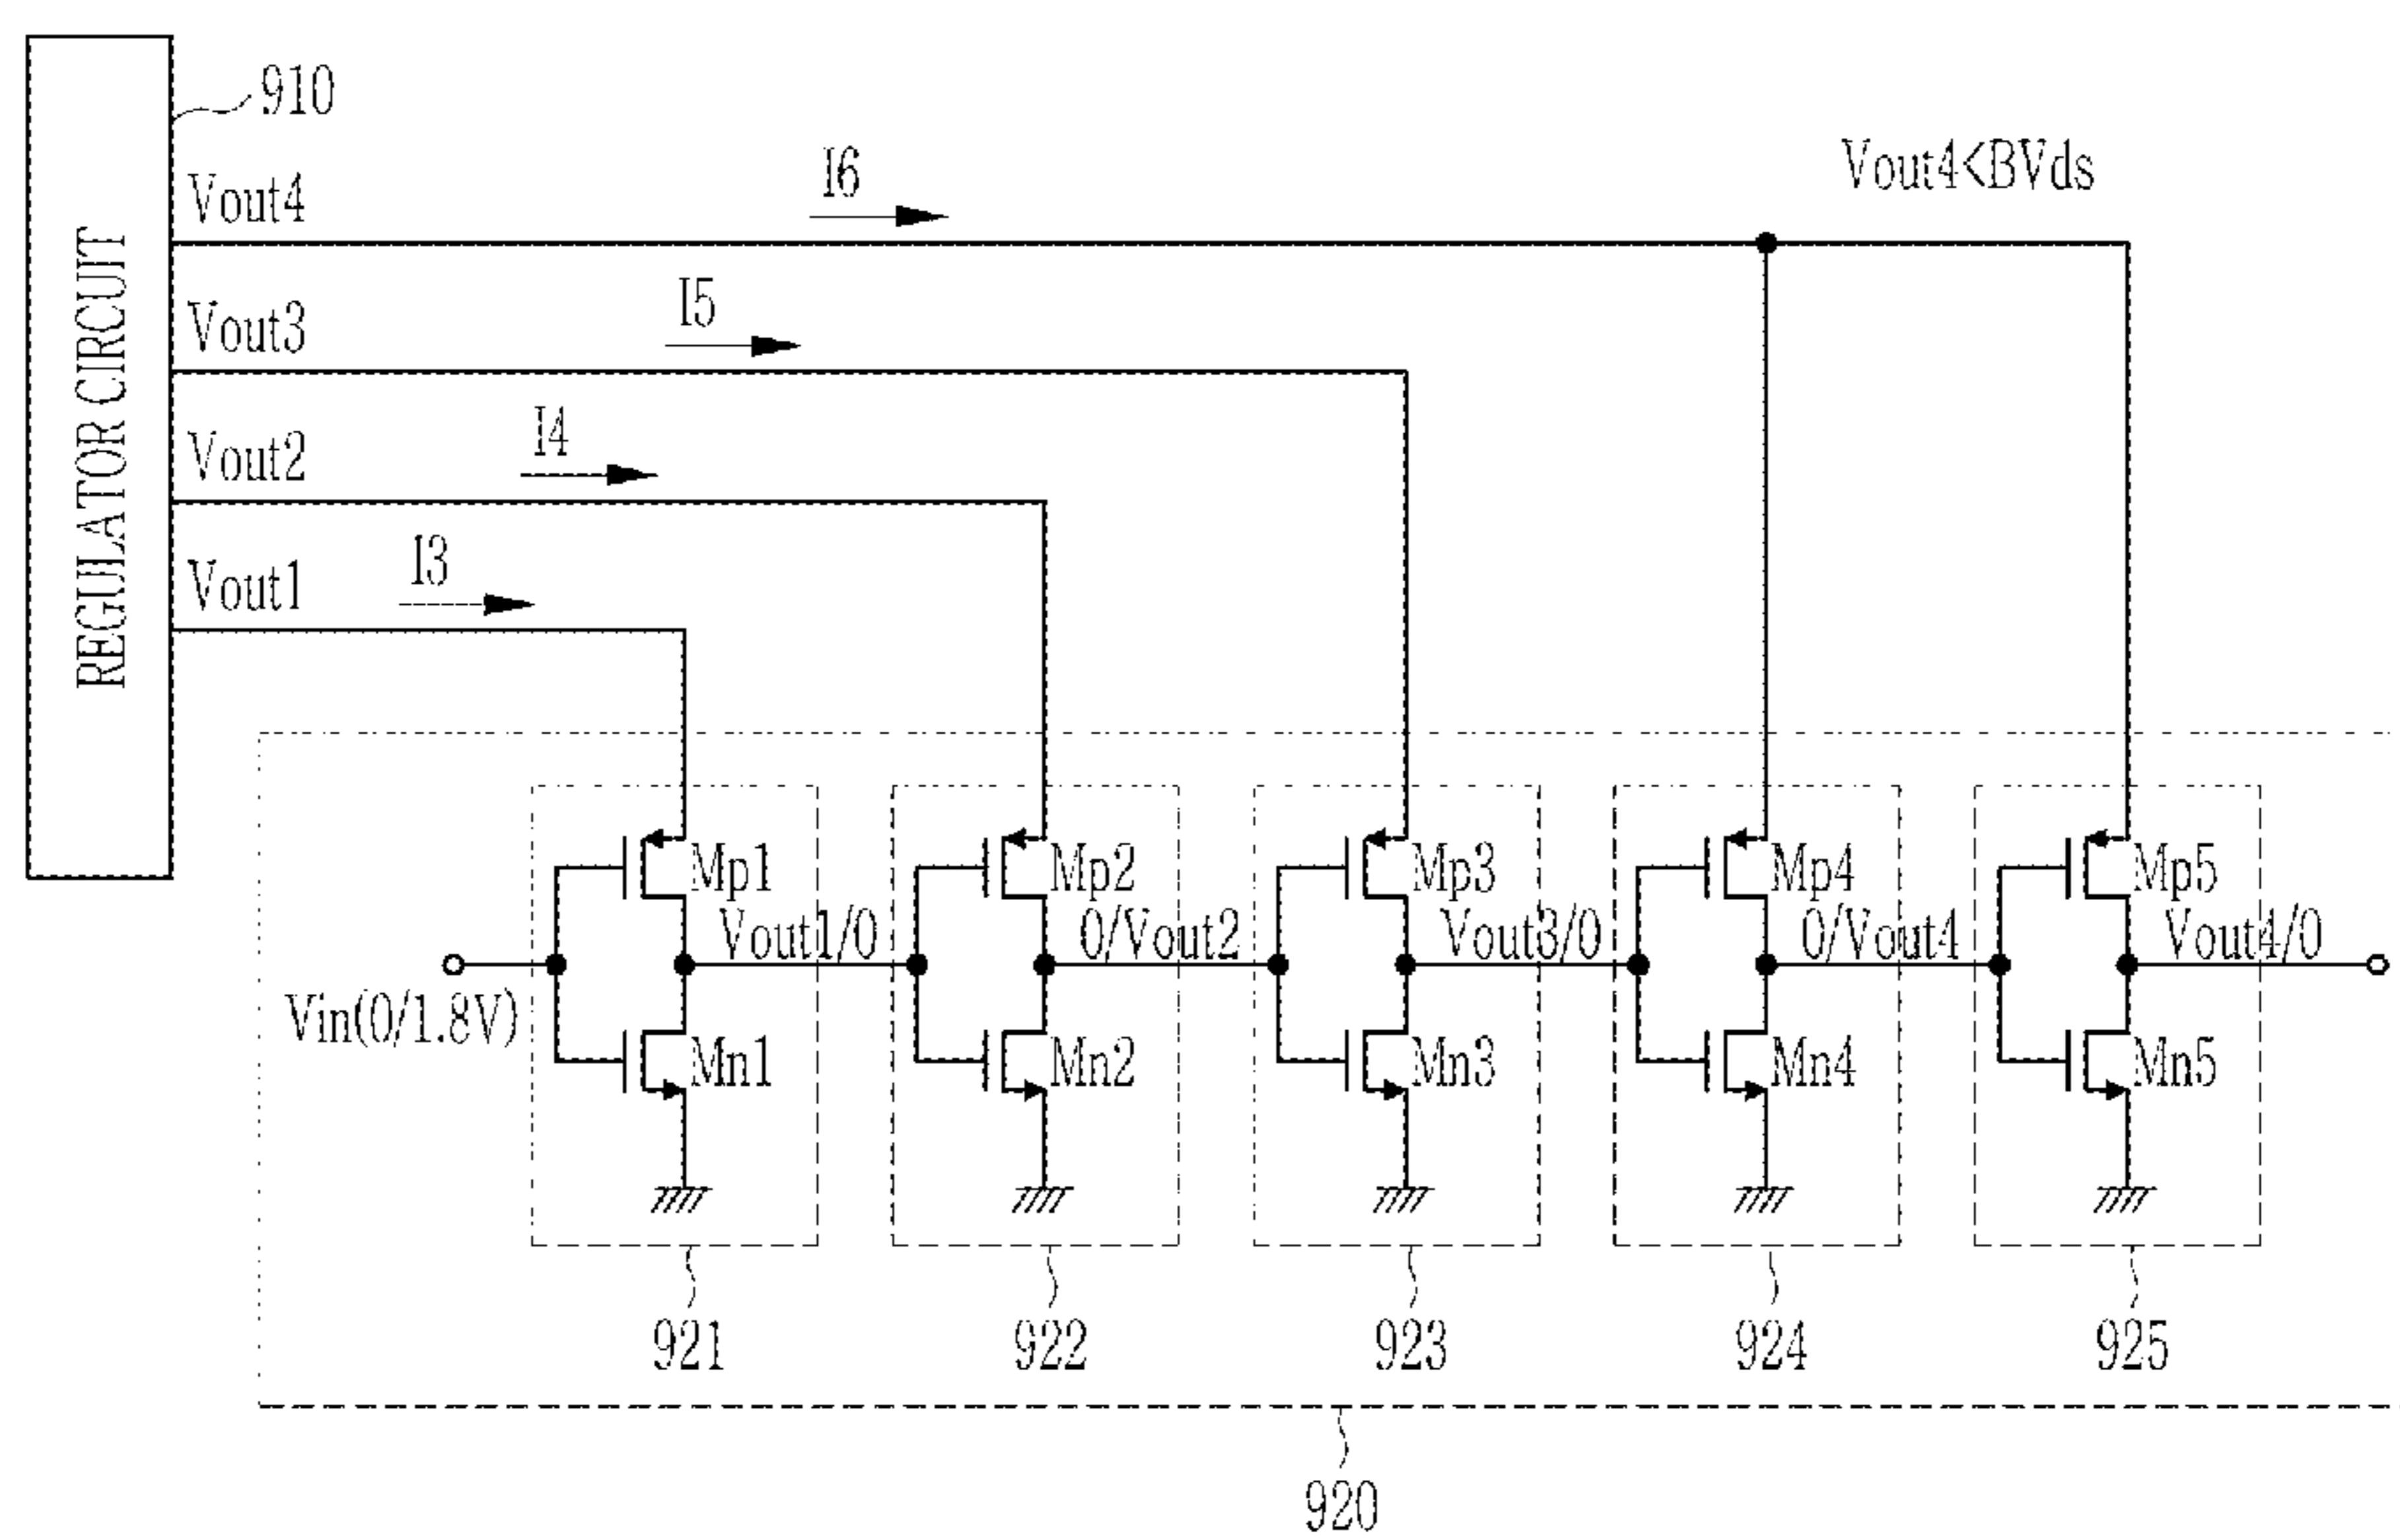 910
REGULATOR CIRCUIT
Vout4
I6
Vout4<BVds
Vout3
I5
Vout2
I4
Vout1
I3
Mp1
Mp2
Mp3
Mp4
Mp5
Vout1/0
0/Vout2
Vout3/0
0/Vout4
Vout4/0
Vin(0/1.8V)
Mn1
Mn2
Mn3
Mn4
Mn5
921
922
923
924
925
920